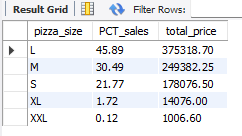 Result Grid Filter Rows:
pizza_size PCT_sales total_price
L 45.89 375318.70
M 30.49 249382.25
S 21.77 178076.50
XL 1.72 14076.00
XXL 0.12 1006.60